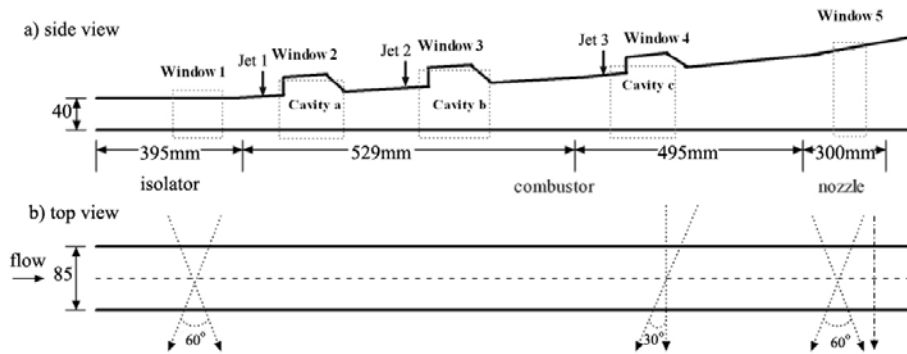 a) side view
Window 1
Jet 1
Window 2
Jet 2
Window 3
Jet 3
Window 4
Window 5
Cavity a
Cavity b
Cavity c
40
395mm
529mm
495mm
300mm
isolator
combustor
nozzle
b) top view
flow
85
60°
30°
60°